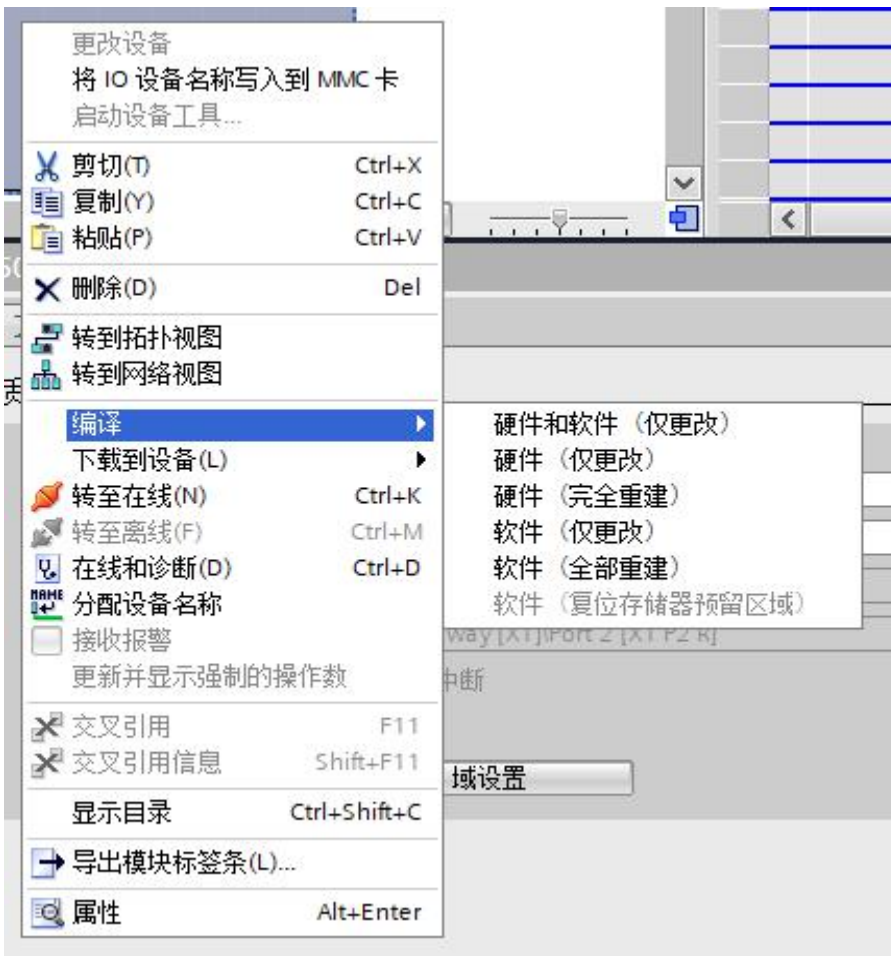 更改设备
将 IO 设备名称写入到 MMC 卡
启动设备工具...
剪切(T) Ctrl+X
复制(Y) Ctrl+C
粘贴(P) Ctrl+V
删除(D) Del
转到拓扑视图
转到网络视图
编译
硬件和软件（仅更改）
下载到设备(L)
硬件（仅更改）
转至在线(N) Ctrl+K
硬件（完全重建）
转至离线(F) Ctrl+M
软件（仅更改）
在线和诊断(D) Ctrl+D
软件（全部重建）
NAME 分配设备名称
软件（复位存储器预留区域）
接收报警
way [X1]\Port 2 [X1 P2 R]
更新并显示强制的操作数
中断
交叉引用 F11
交叉引用信息 Shift+F11
域设置
显示目录 Ctrl+Shift+C
导出模块标签条(L)...
属性 Alt+Enter